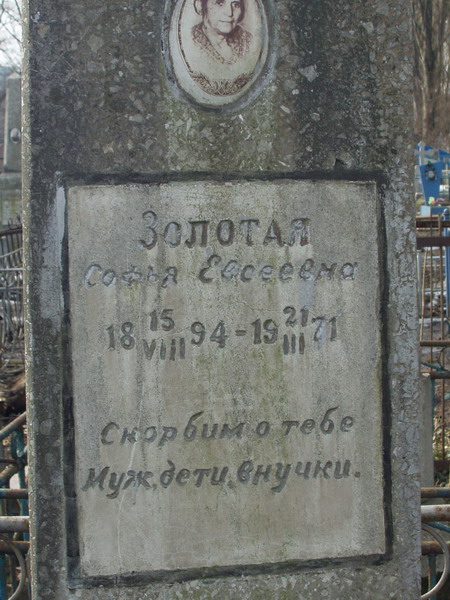 Золотая
Софья Евсеевна
18 15/VIII 94 - 19 21/III 71
Скорбим о тебе
Муж, дети, внучки.